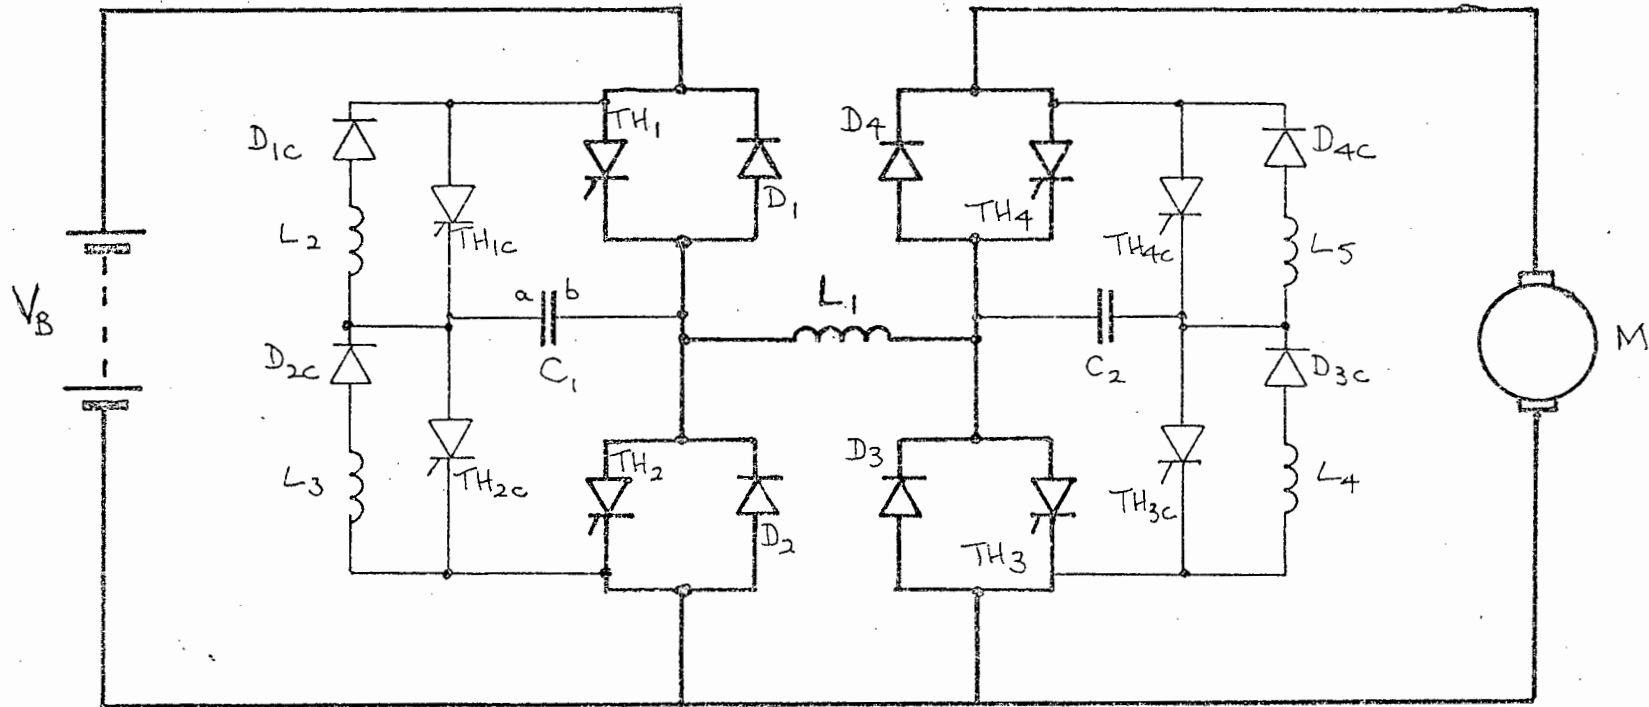 D1C
TH1
D4
D4C
D1
L2
TH1C
TH4
TH4C
L5
a
b
L1
VB
M
D2C
C1
C2
D3C
TH2
D3
L3
TH2C
TH3C
L4
D2
TH3